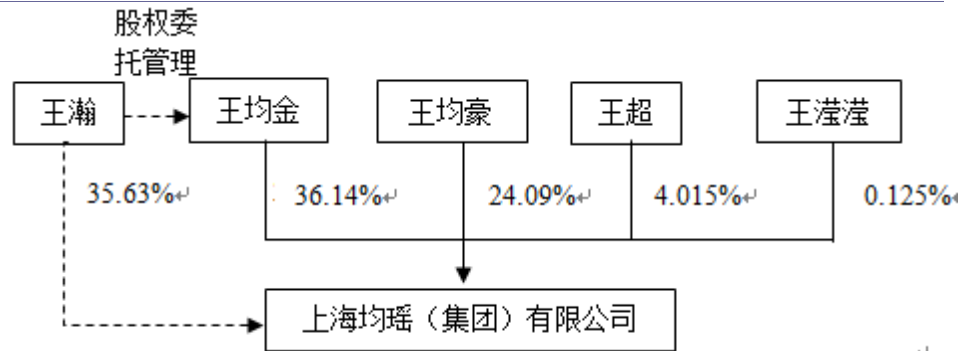 股权委
托管理
王瀚
王均金
王均豪
王超
王滢滢
35.63%↵
36.14%↵
24.09%↵
4.015%↵
0.125%↵
上海均瑶（集团）有限公司